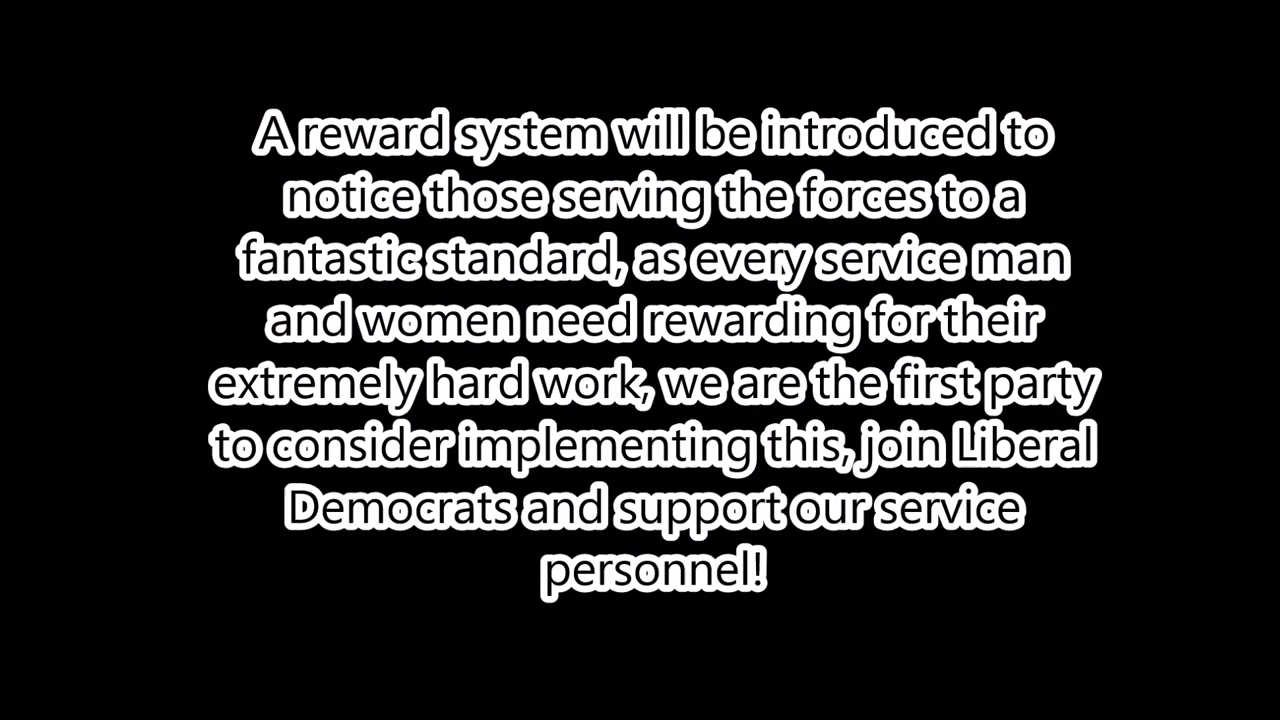 A reward system will be introduced to
notice those serving the forces to a
fantastic standard, as every service man
and women need rewarding for their
extremely hard work, we are the first party
to consider implementing this, join Liberal
Democrats and support our service
personnel!